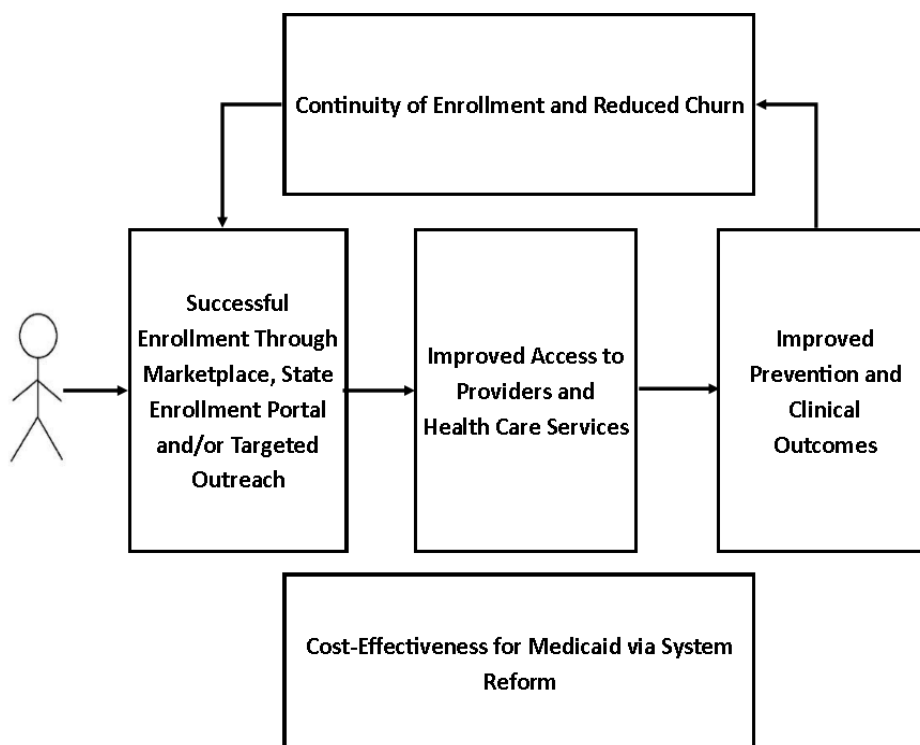 Continuity of Enrollment and Reduced Churn
Successful
Enrollment Through
Marketplace, State
Enrollment Portal
and/or Targeted
Outreach
Improved Access to
Providers and
Health Care Services
Improved
Prevention and
Clinical
Outcomes
Cost-Effectiveness for Medicaid via System
Reform